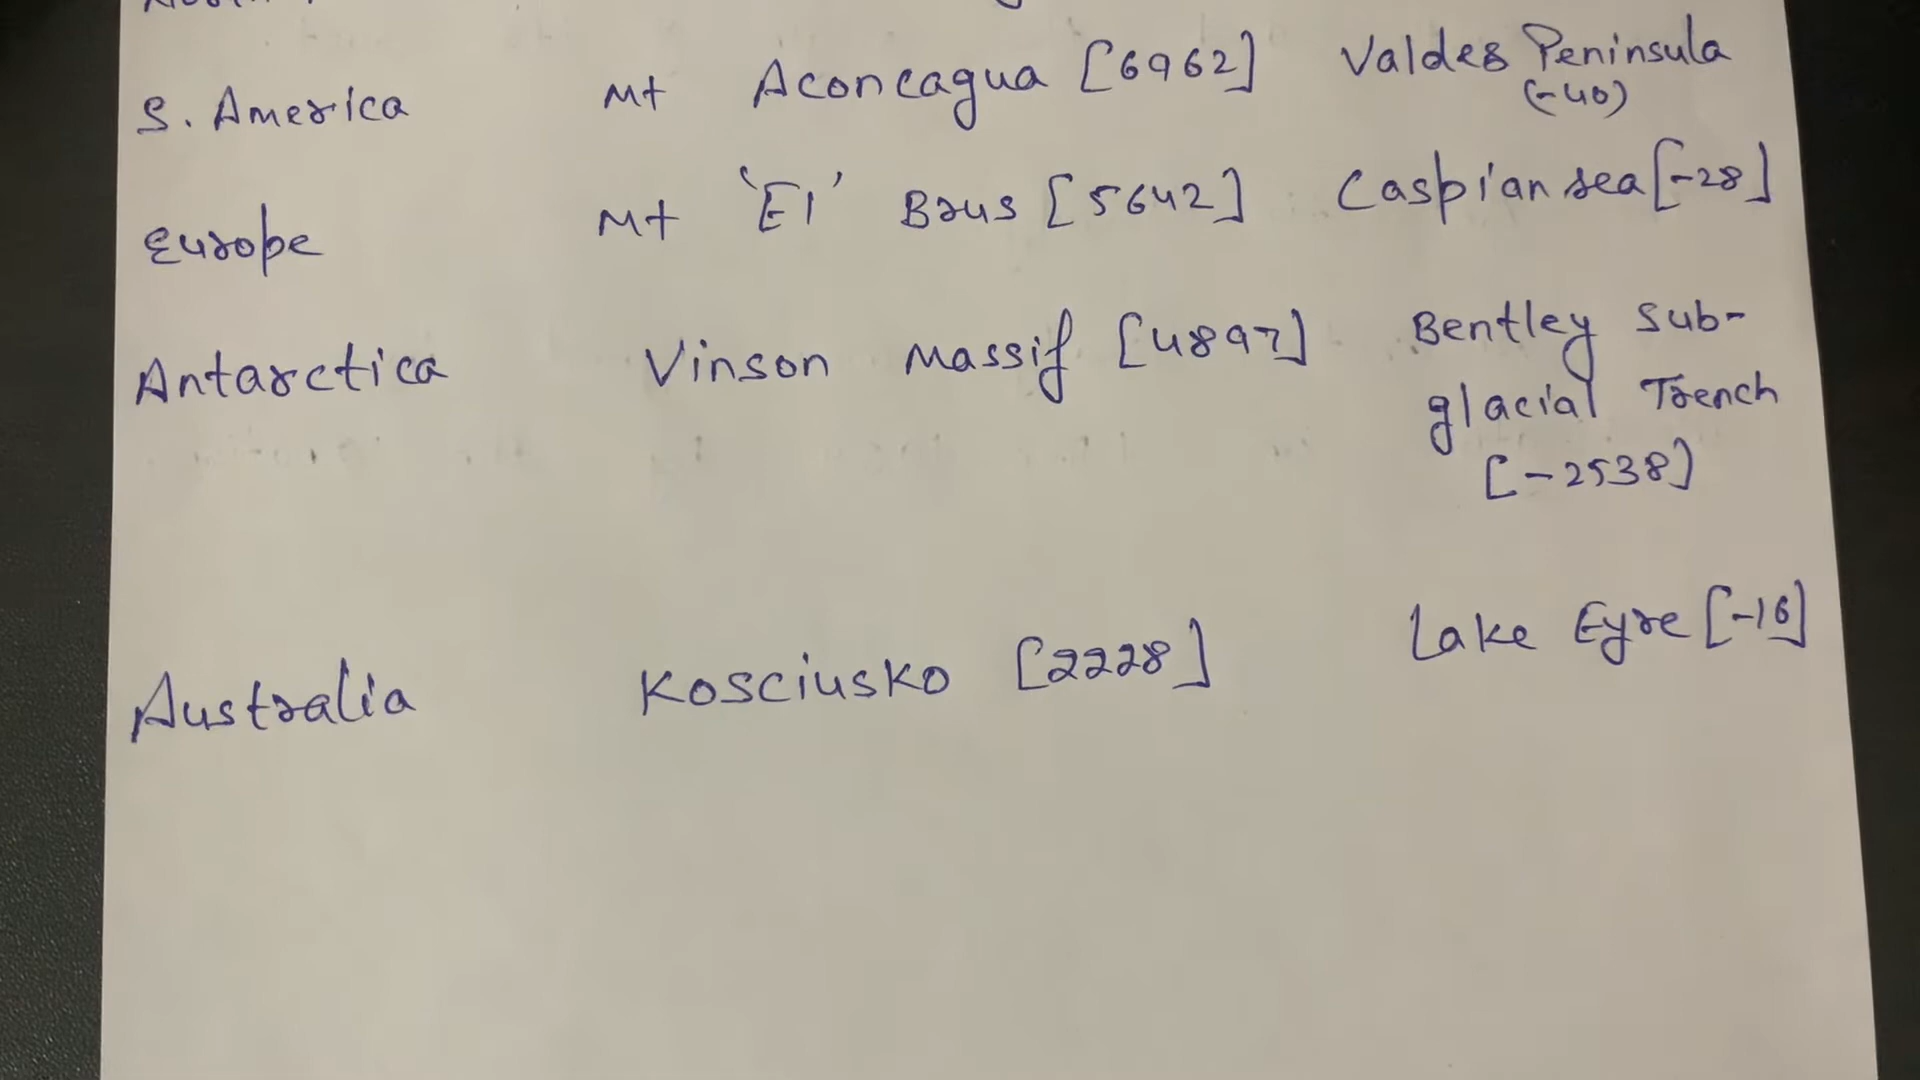 S. America Mt Aconcagua [6962] Valdes Peninsula
(-40)
Europe Mt 'El' Brus [5642] Caspian sea [-28]
Antarctica Vinson Massif [4897] Bentley Sub-
glacial Trench
[-2538]
Australia Kosciusko [2228] Lake Eyre [-16]